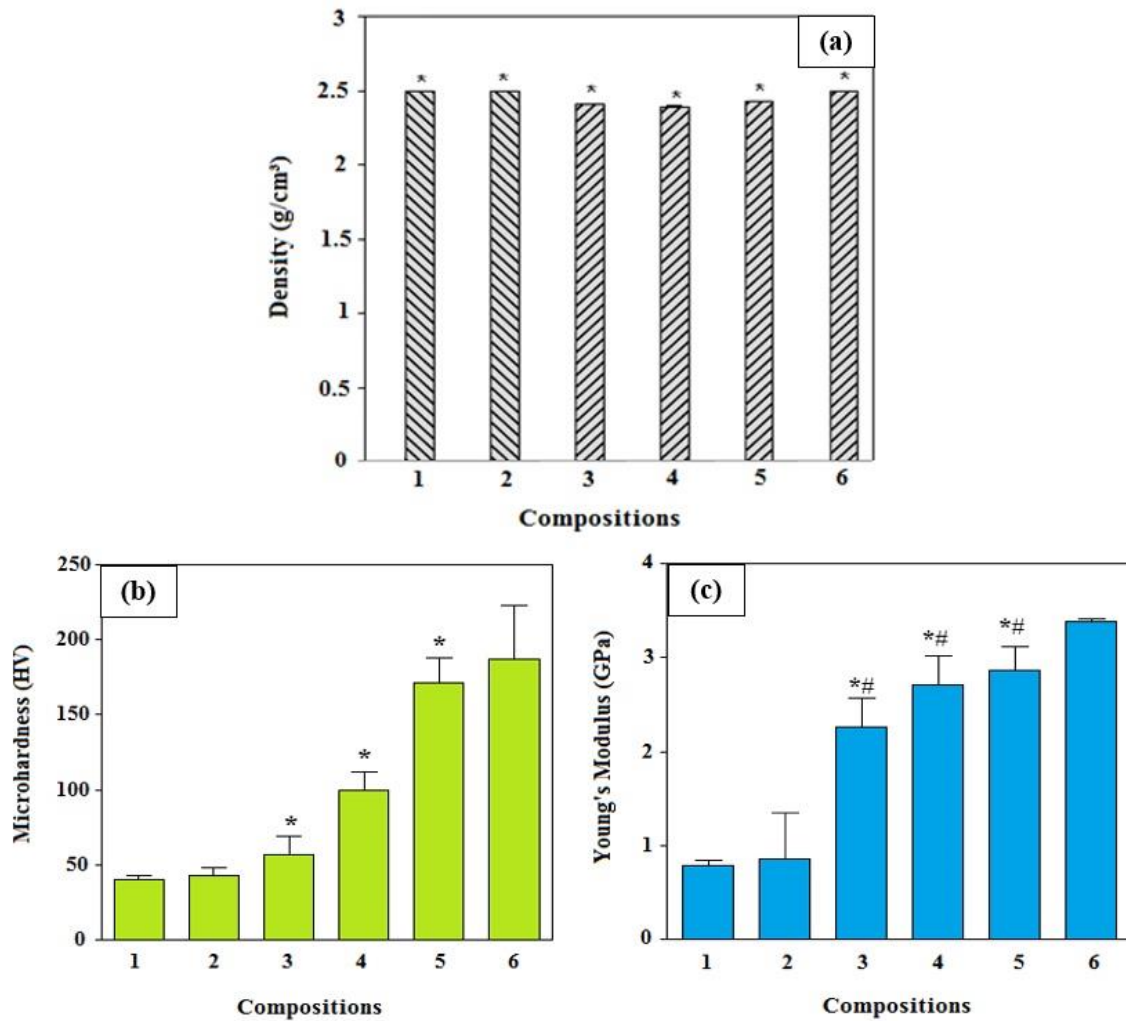 (a)
3
2.5
2
1.5
1
0.5
0
Density (g/cm³)
* * * * * *
1 2 3 4 5 6
Compositions
(b)
250
200
150
100
50
0
Microhardness (HV)
* * *
1 2 3 4 5 6
Compositions
(c)
4
3
2
1
0
Young's Modulus (GPa)
*# *# *#
1 2 3 4 5 6
Compositions